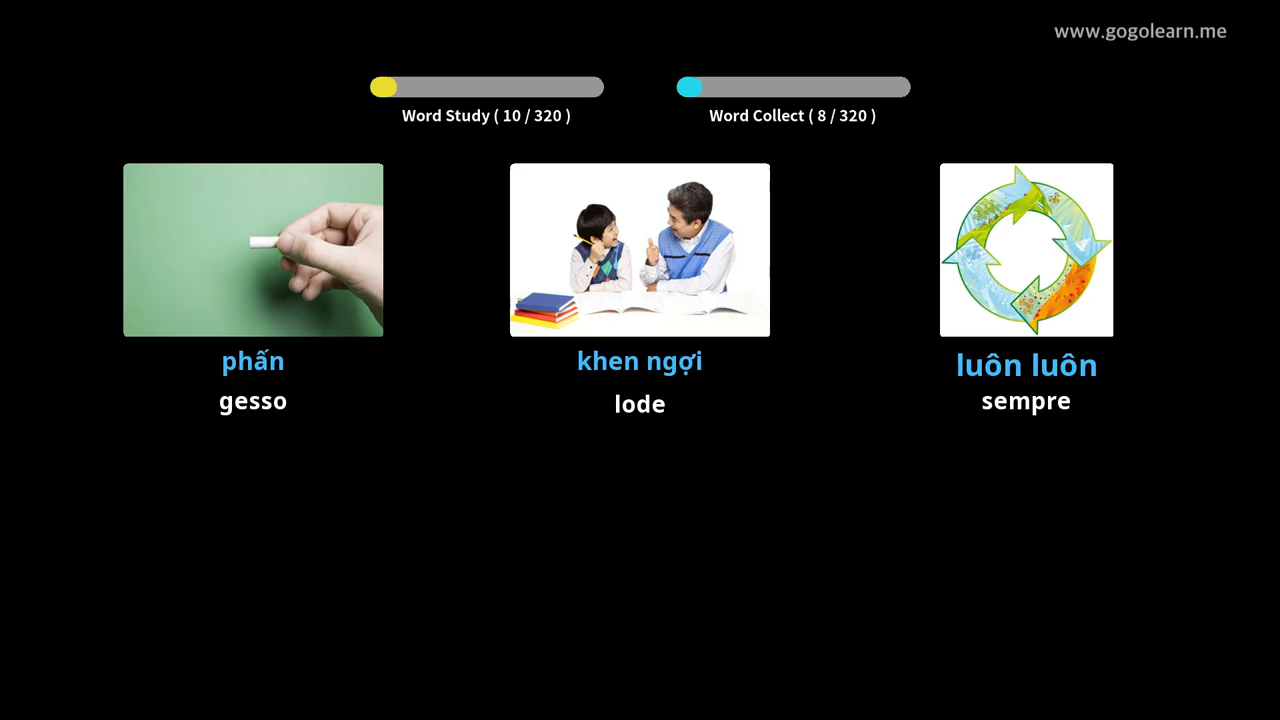 www.gogolearn.me
Word Study ( 10 / 320 )
Word Collect ( 8 / 320 )
phấn
khen ngợi
luôn luôn
gesso
lode
sempre